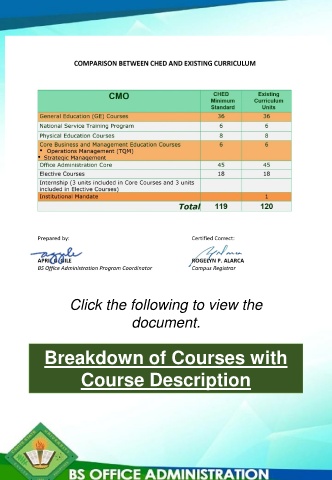 COMPARISON BETWEEN CHED AND EXISTING CURRICULUM
CMO CHED Minimum Standard Existing Curriculum Units
General Education (GE) Courses 36 36
National Service Training Program 6 6
Physical Education Courses 8 8
Core Business and Management Education Courses 6 6
• Operations Management (TQM)
• Strategic Management
Office Administration Core 45 45
Elective Courses 18 18
Internship (3 units included in Core Courses and 3 units
included in Elective Courses)
Institutional Mandate 1
Total 119 120
Prepared by: Certified Correct:
ROGELYN P. ALARCA
BS Office Administration Program Coordinator Campus Registrar
Click the following to view the
document.
Breakdown of Courses with
Course Description
BS OFFICE ADMINISTRATION